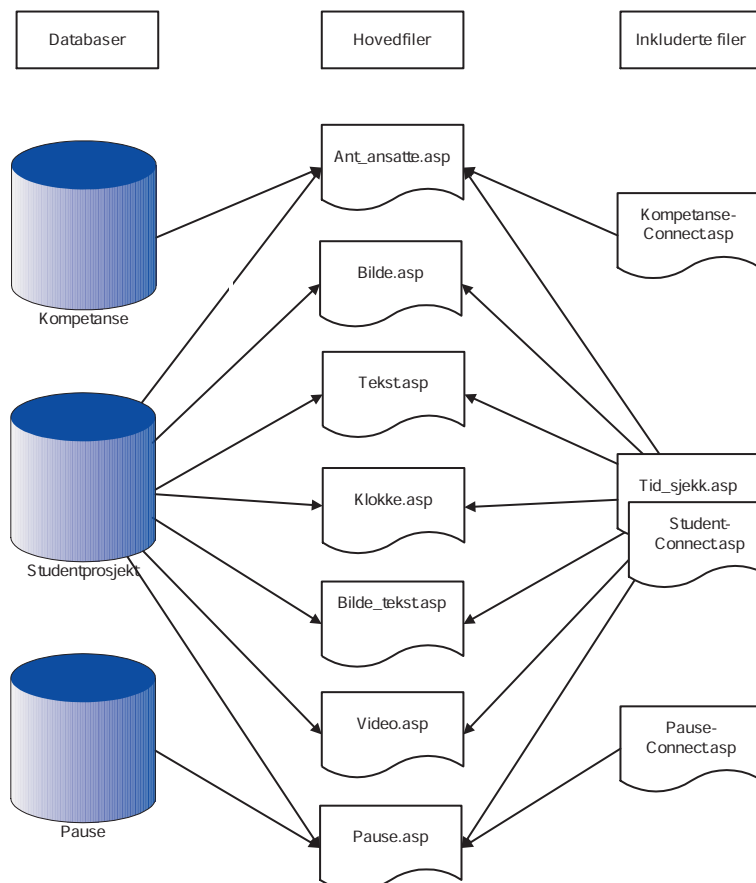 Databaser
Hovedfiler
Inkluderte filer
Kompetanse
Studentprosjekt
Pause
Ant_ansatte.asp
Bilde.asp
Tekst.asp
Klokke.asp
Bilde_tekst.asp
Video.asp
Pause.asp
Kompetanse-
Connect.asp
Tid_sjekk.asp
Student-
Connect.asp
Pause-
Connect.asp